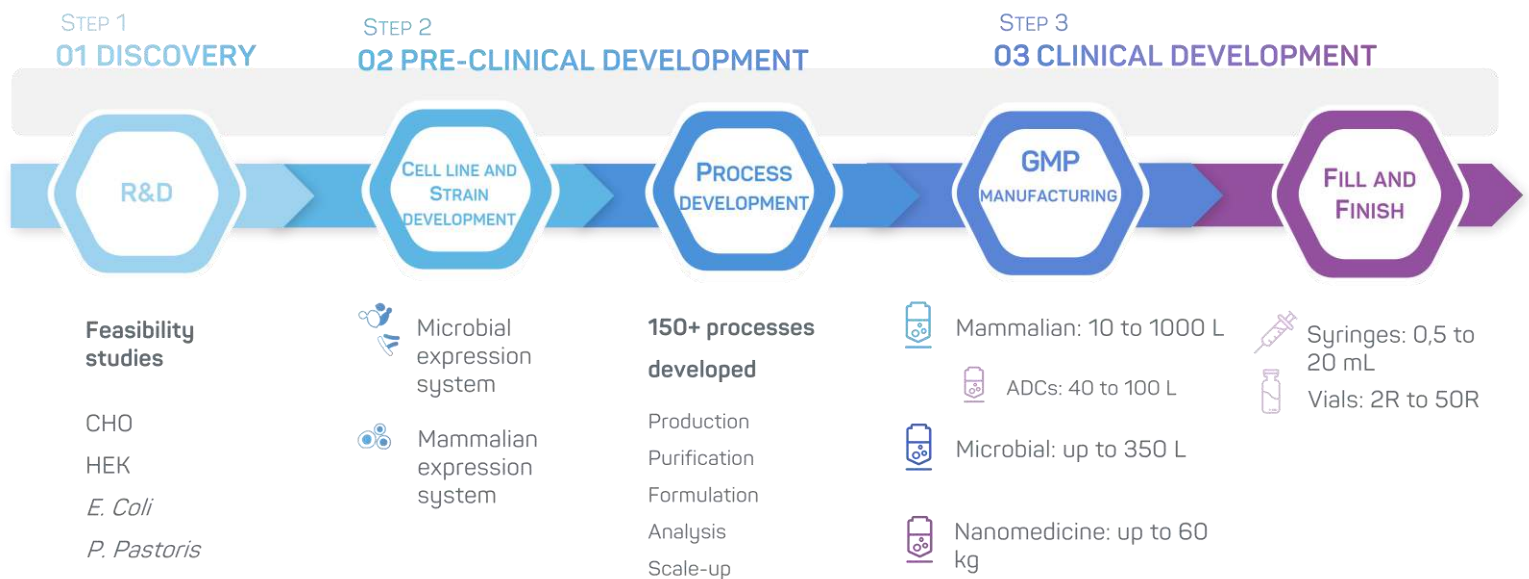 STEP 1
01 DISCOVERY
STEP 2
02 PRE-CLINICAL DEVELOPMENT
STEP 3
03 CLINICAL DEVELOPMENT
R&D
CELL LINE AND
STRAIN
DEVELOPMENT
PROCESS
DEVELOPMENT
GMP
MANUFACTURING
FILL AND
FINISH
Feasibility
studies
CHO
HEK
E. Coli
P. Pastoris
Microbial
expression
system
Mammalian
expression
system
150+ processes
developed
Production
Purification
Formulation
Analysis
Scale-up
Mammalian: 10 to 1000 L
ADCs: 40 to 100 L
Microbial: up to 350 L
Nanomedicine: up to 60
kg
Syringes: 0,5 to
20 mL
Vials: 2R to 50R